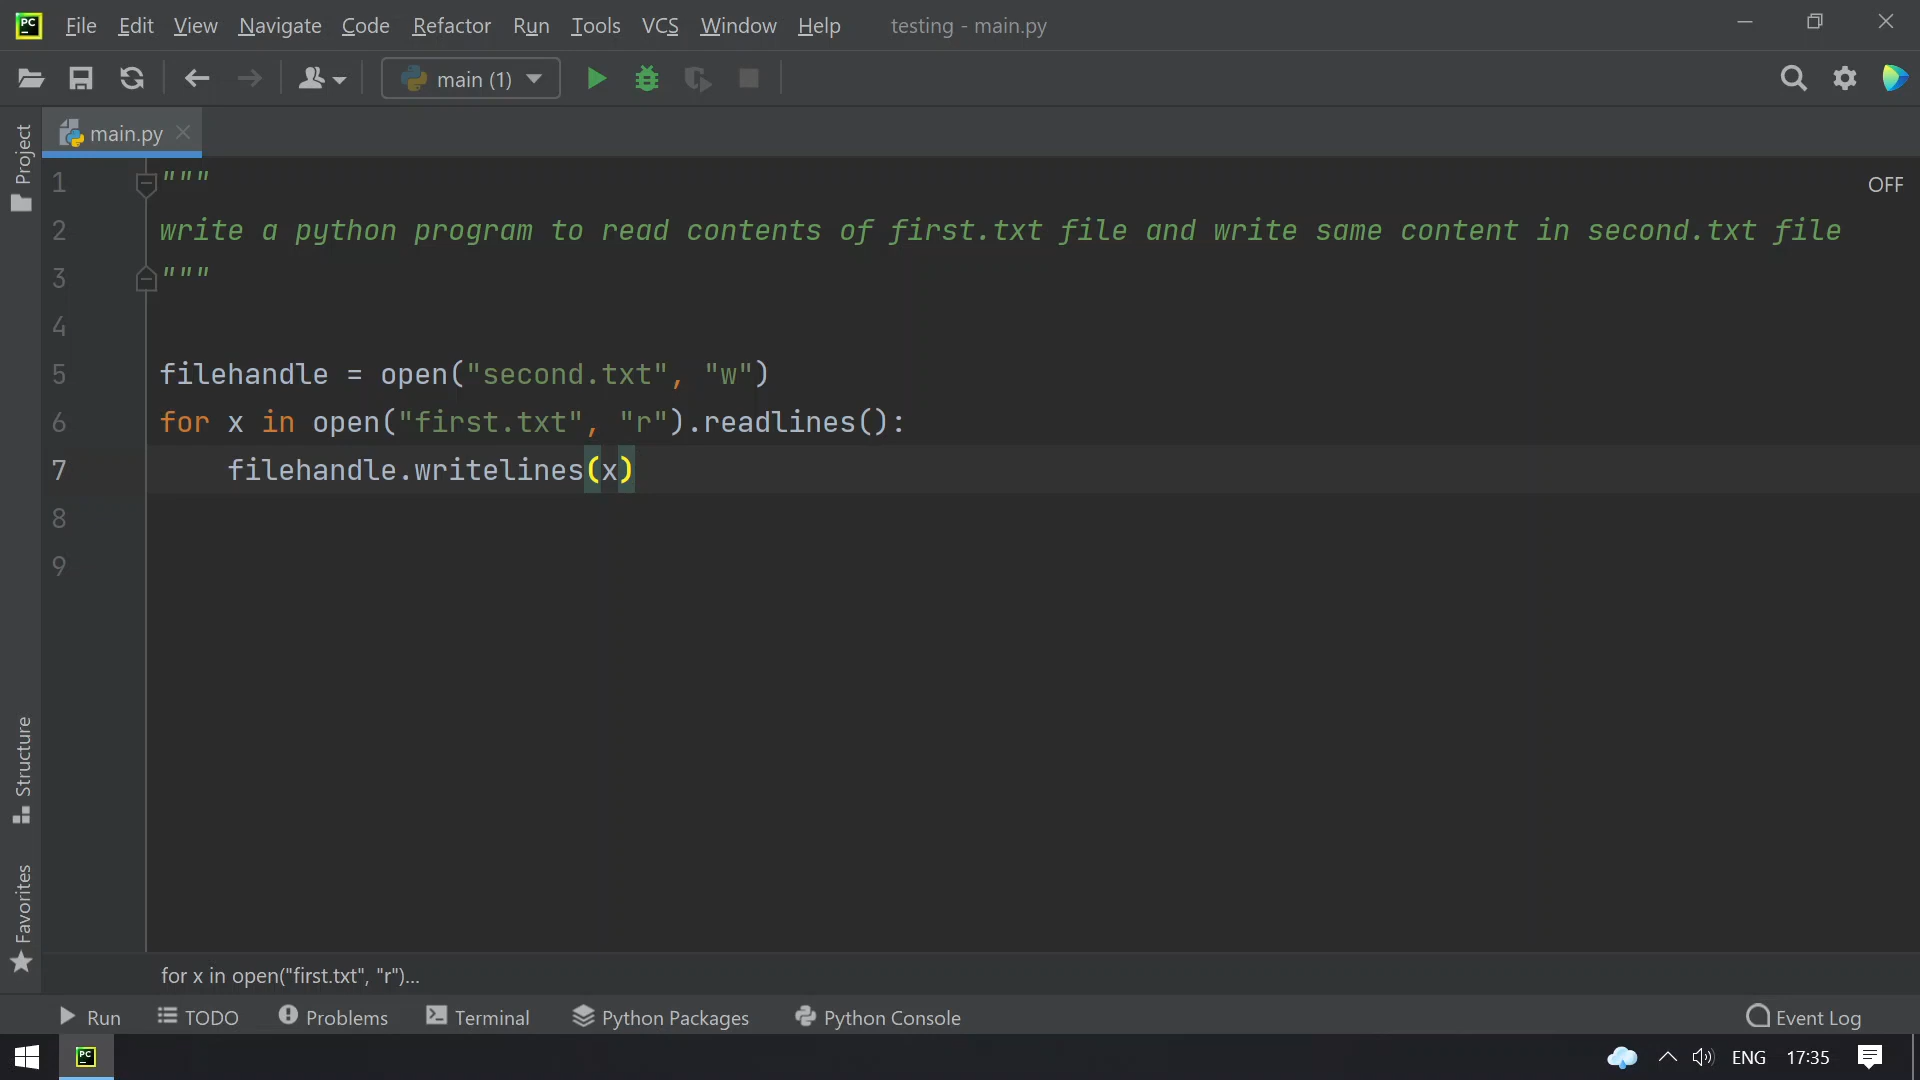 PC File Edit View Navigate Code Refactor Run Tools VCS Window Help testing - main.py
main (1)
main.py
Project
1 """
OFF
2 write a python program to read contents of first.txt file and write same content in second.txt file
3 """
4
5 filehandle = open("second.txt", "w")
6 for x in open("first.txt", "r").readlines():
7 filehandle.writelines(x)
8
9
Structure
Favorites
for x in open("first.txt", "r")...
Run TODO Problems Terminal Python Packages Python Console Event Log
PC ENG 17:35